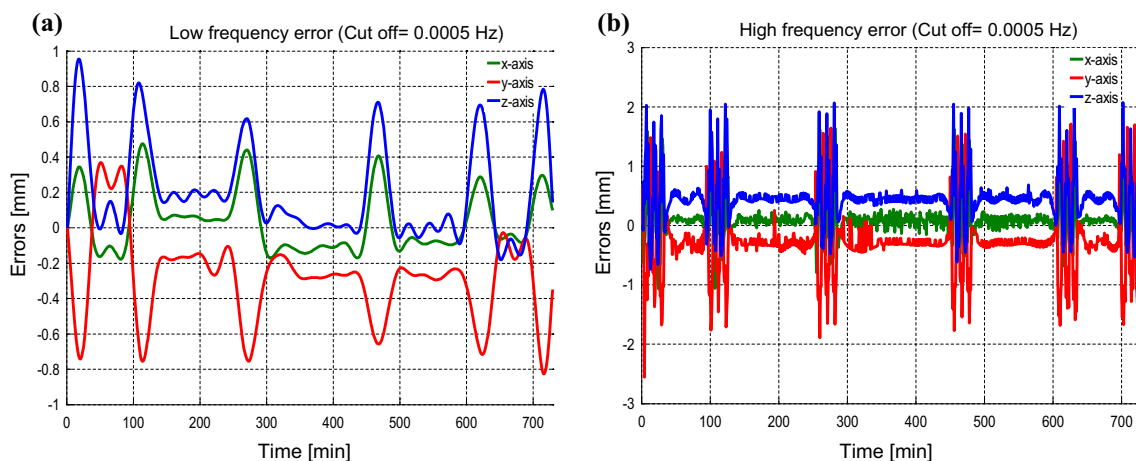 (a)
Low frequency error (Cut off= 0.0005 Hz)
1
0.8
0.6
0.4
0.2
0
-0.2
-0.4
-0.6
-0.8
-1
Errors [mm]
x-axis
y-axis
z-axis
0 100 200 300 400 500 600 700
Time [min]
(b)
High frequency error (Cut off= 0.0005 Hz)
3
2
1
0
-1
-2
-3
Errors [mm]
x-axis
y-axis
z-axis
0 100 200 300 400 500 600 700
Time [min]